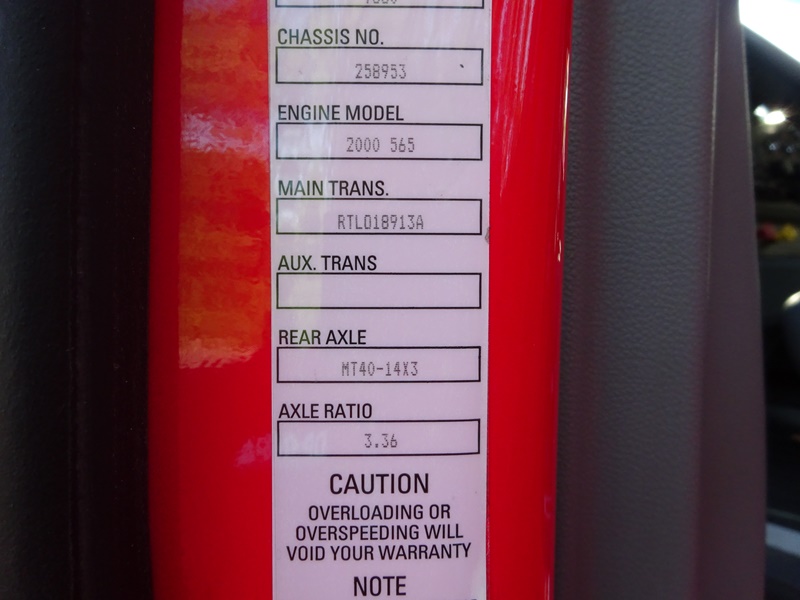 CHASSIS NO.
258953
ENGINE MODEL
2000 565
MAIN TRANS.
RTLO18913A
AUX. TRANS
REAR AXLE
MT40-14X3
AXLE RATIO
3.36
CAUTION
OVERLOADING OR
OVERSPEEDING WILL
VOID YOUR WARRANTY
NOTE